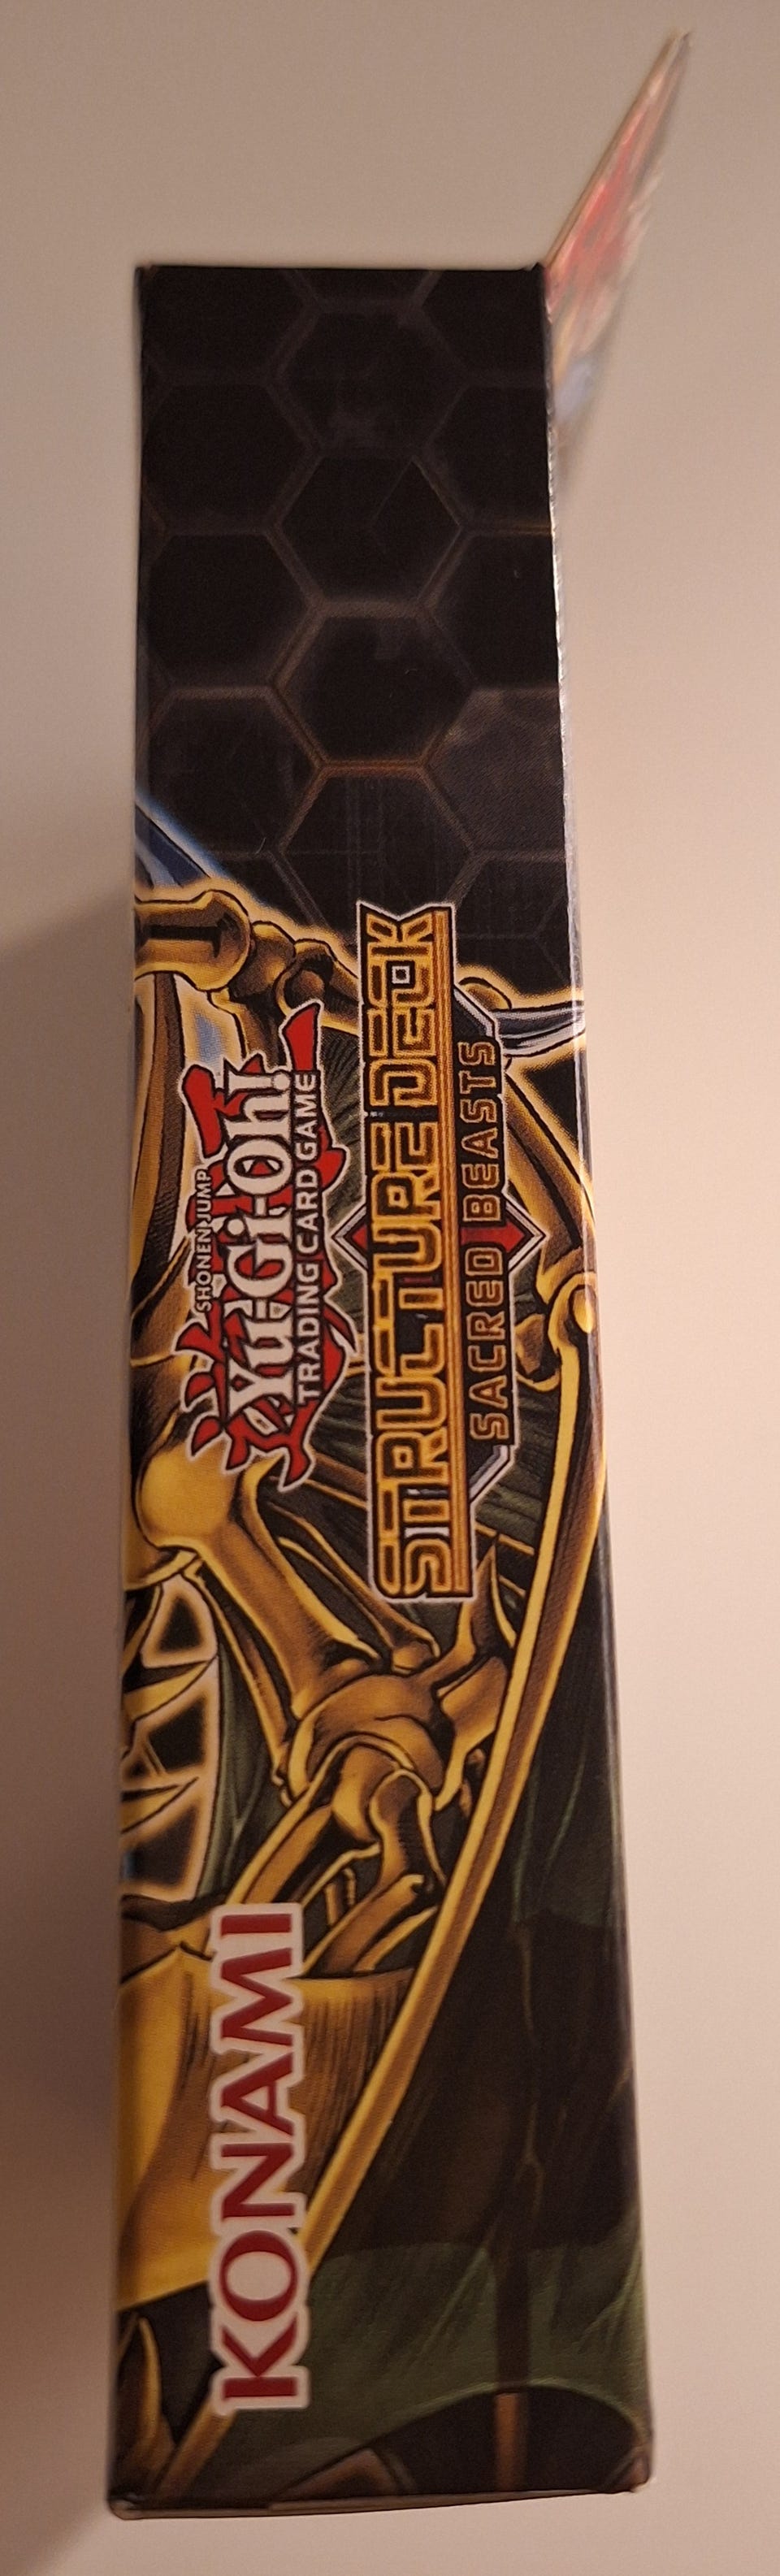 SHONEN JUMP
Yu-Gi-Oh!
TRADING CARD GAME
STRUCTURE DECK
SACRED BEASTS
KONAMI